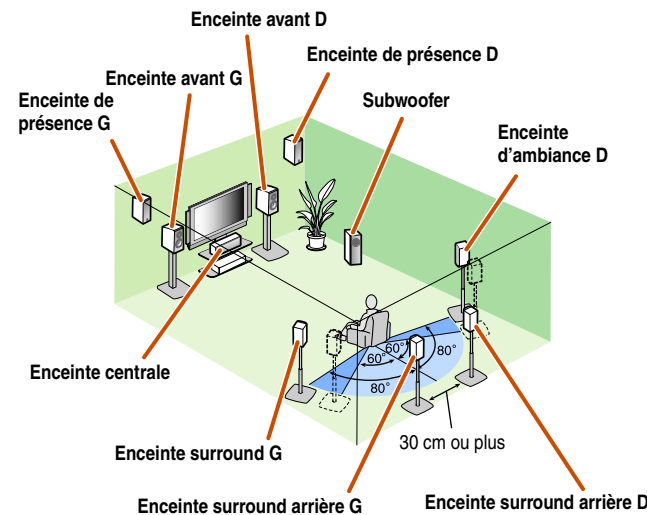 Enceinte avant D
Enceinte de présence D
Enceinte avant G
Enceinte de
présence G
Subwoofer
Enceinte
d'ambiance D
60°
60°
80°
80°
Enceinte centrale
30 cm ou plus
Enceinte surround G
Enceinte surround arrière G
Enceinte surround arrière D